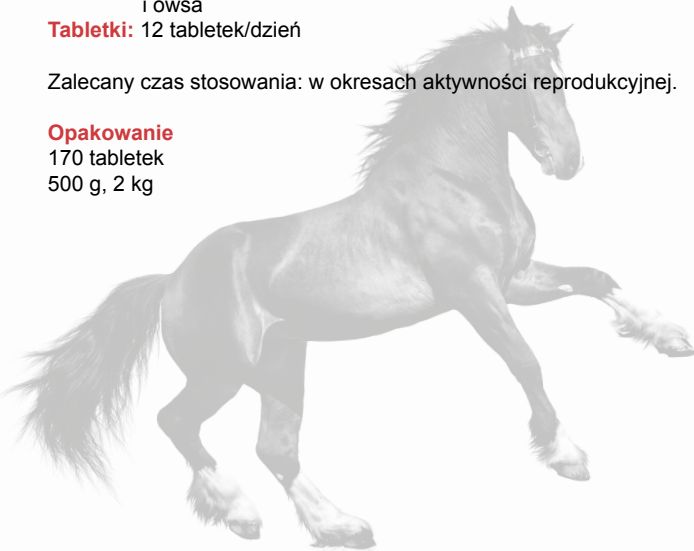 i owsa
Tabletki: 12 tabletek/dzień
Zalecany czas stosowania: w okresach aktywności reprodukcyjnej.
Opakowanie
170 tabletek
500 g, 2 kg